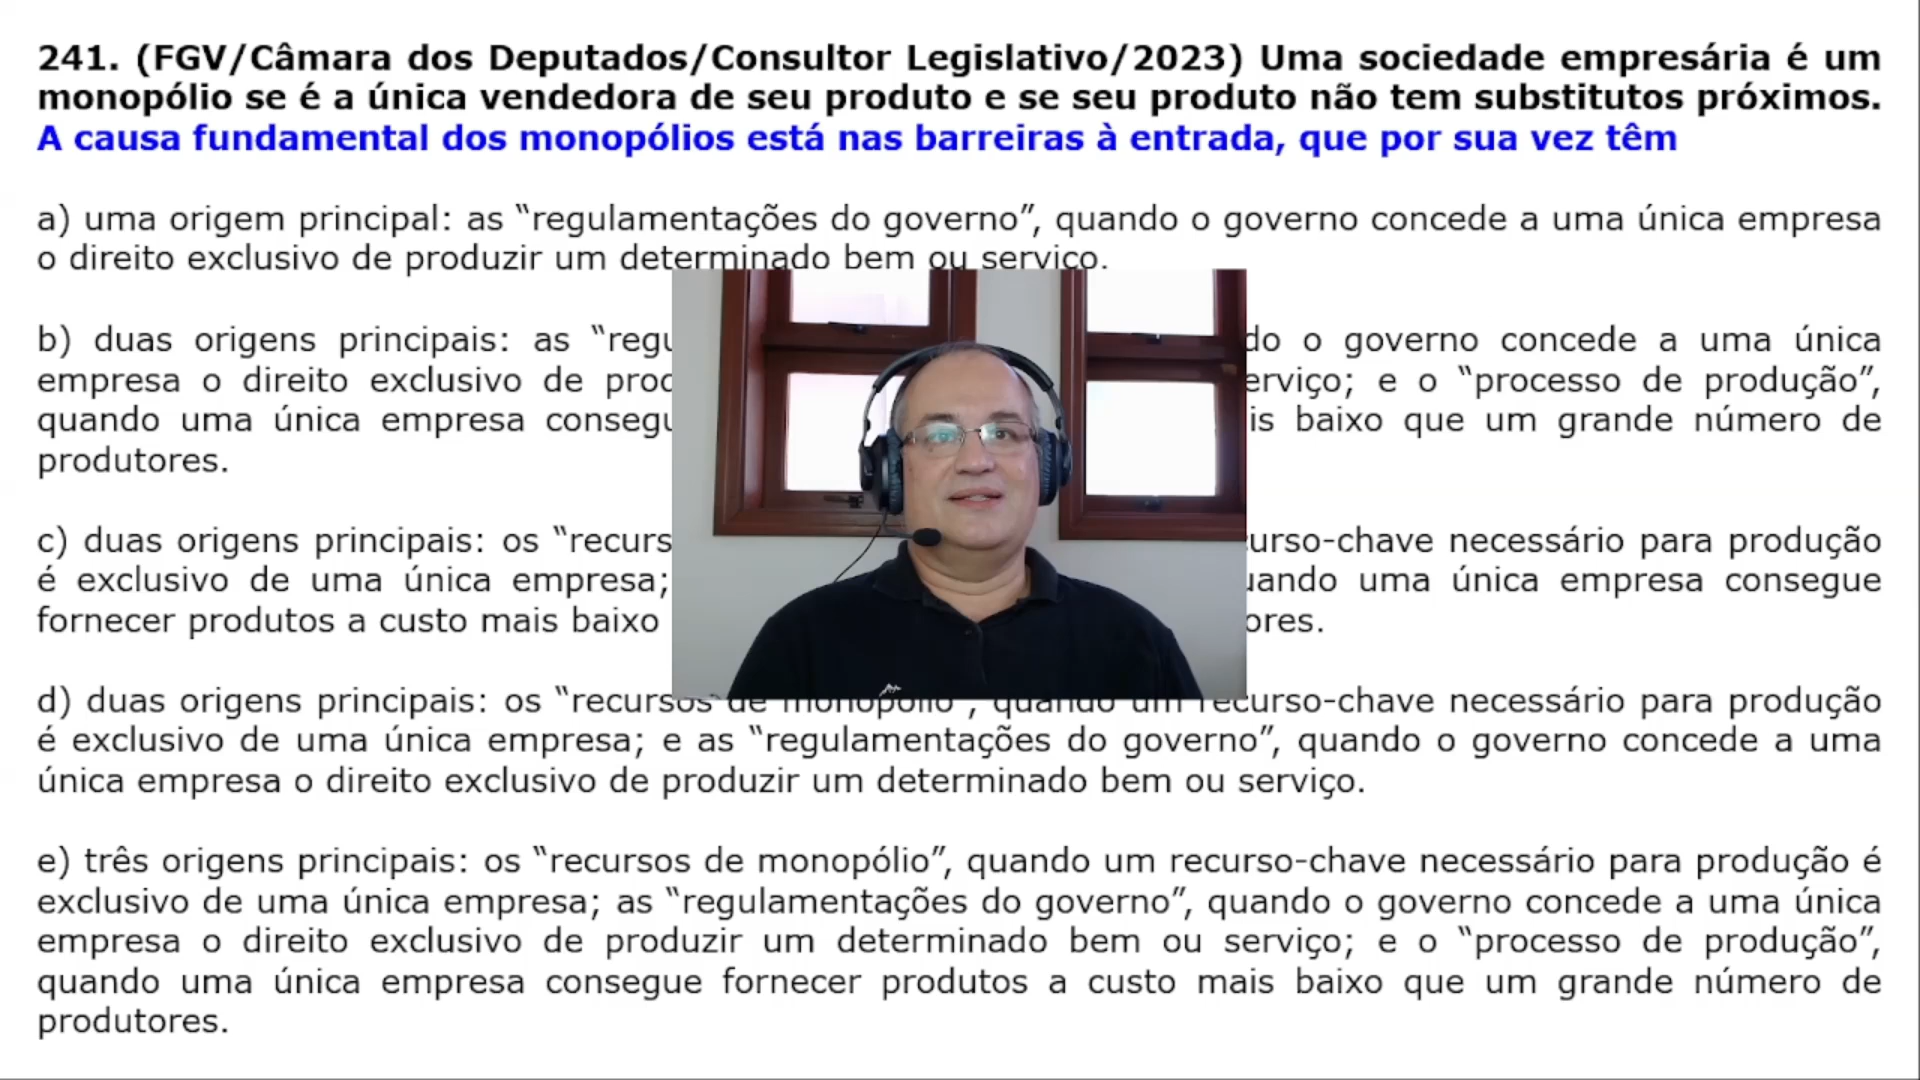 241. (FGV/Câmara dos Deputados/Consultor Legislativo/2023) Uma sociedade empresária é um
monopólio se é a única vendedora de seu produto e se seu produto não tem substitutos próximos.
A causa fundamental dos monopólios está nas barreiras à entrada, que por sua vez têm
a) uma origem principal: as “regulamentações do governo”, quando o governo concede a uma única empresa
o direito exclusivo de produzir um determinado bem ou serviço.
b) duas origens principais: as “regu do o governo concede a uma única
empresa o direito exclusivo de proc erviço; e o “processo de produção”,
quando uma única empresa consegu is baixo que um grande número de
produtores.
c) duas origens principais: os “recurs urso-chave necessário para produção
é exclusivo de uma única empresa; uando uma única empresa consegue
fornecer produtos a custo mais baixo ores.
d) duas origens principais: os “recursos de monopólio”, quando um recurso-chave necessário para produção
é exclusivo de uma única empresa; e as “regulamentações do governo”, quando o governo concede a uma
única empresa o direito exclusivo de produzir um determinado bem ou serviço.
e) três origens principais: os “recursos de monopólio”, quando um recurso-chave necessário para produção é
exclusivo de uma única empresa; as “regulamentações do governo”, quando o governo concede a uma única
empresa o direito exclusivo de produzir um determinado bem ou serviço; e o “processo de produção”,
quando uma única empresa consegue fornecer produtos a custo mais baixo que um grande número de
produtores.